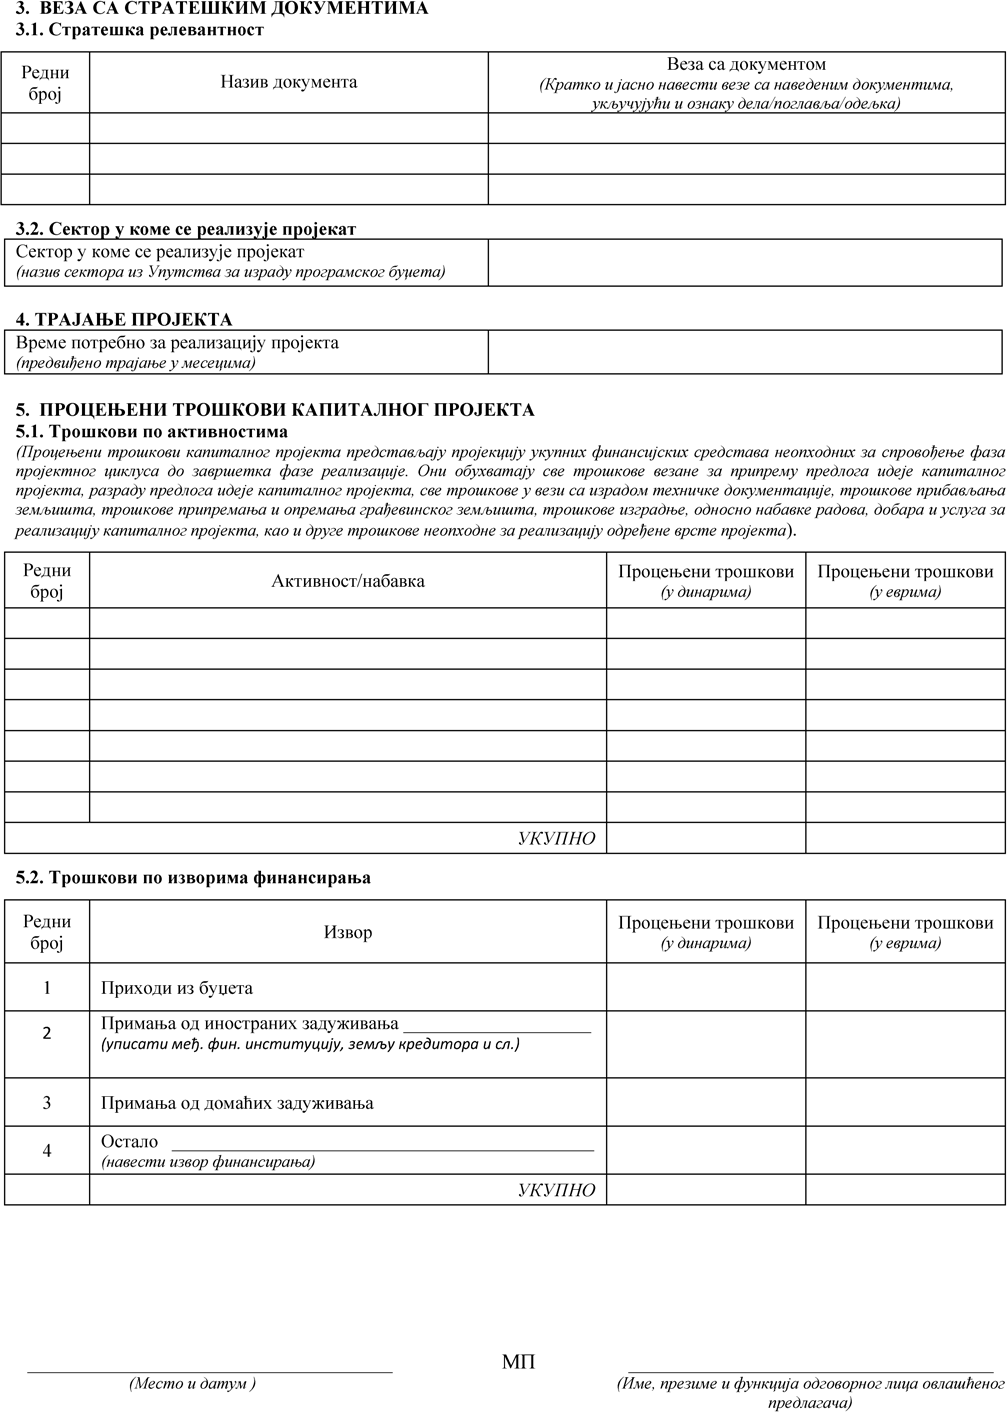 3.  ВЕЗА СА СТРАТЕШКИМ ДОКУМЕНТИМА
3.1. Стратешка релевантност
Редни број
Назив документа
Веза са документом
(Кратко и јасно навести везе са наведеним документима,
укључујући и ознаку дела/поглавља/одељка)
3.2. Сектор у коме се реализује пројекат
Сектор у коме се реализује пројекат
(назив сектора из Упутства за израду програмског буџета)
4. ТРАЈАЊЕ ПРОЈЕКТА
Време потребно за реализацију пројекта
(предвиђено трајање у месецима)
5.  ПРОЦЕЊЕНИ ТРОШКОВИ КАПИТАЛНОГ ПРОЈЕКТА
5.1. Трошкови по активностима
(Процењени трошкови капиталног пројекта представљају пројекцију укупних финансијских средстава неопходних за спровођење фаза
пројектног циклуса до завршетка фазе реализације. Они обухватају све трошкове везане за припрему предлога идеје капиталног
пројекта, разраду предлога идеје капиталног пројекта, све трошкове у вези са израдом техничке документације, трошкове прибављања
земљишта, трошкове припремања и опремања грађевинског земљишта, трошкове изградње, односно набавке радова, добара и услуга за
реализацију капиталног пројекта, као и друге трошкове неопходне за реализацију одређене врсте пројекта).
Редни број
Активност/набавка
Процењени трошкови
(у динарима)
Процењени трошкови
(у еврима)
УКУПНО
5.2. Трошкови по изворима финансирања
Редни број
Извор
Процењени трошкови
(у динарима)
Процењени трошкови
(у еврима)
1 Приходи из буџета
2 Примања од иностраних задуживања ____________________
(уписати међ. фин. институцију, земљу кредитора и сл.)
3 Примања од домаћих задуживања
4 Остало _____________________________________________
(навести извор финансирања)
УКУПНО
_______________________________________ МП _______________________________________
(Место и датум )
(Име, презиме и функција одговорног лица овлашћеног
предлагача)